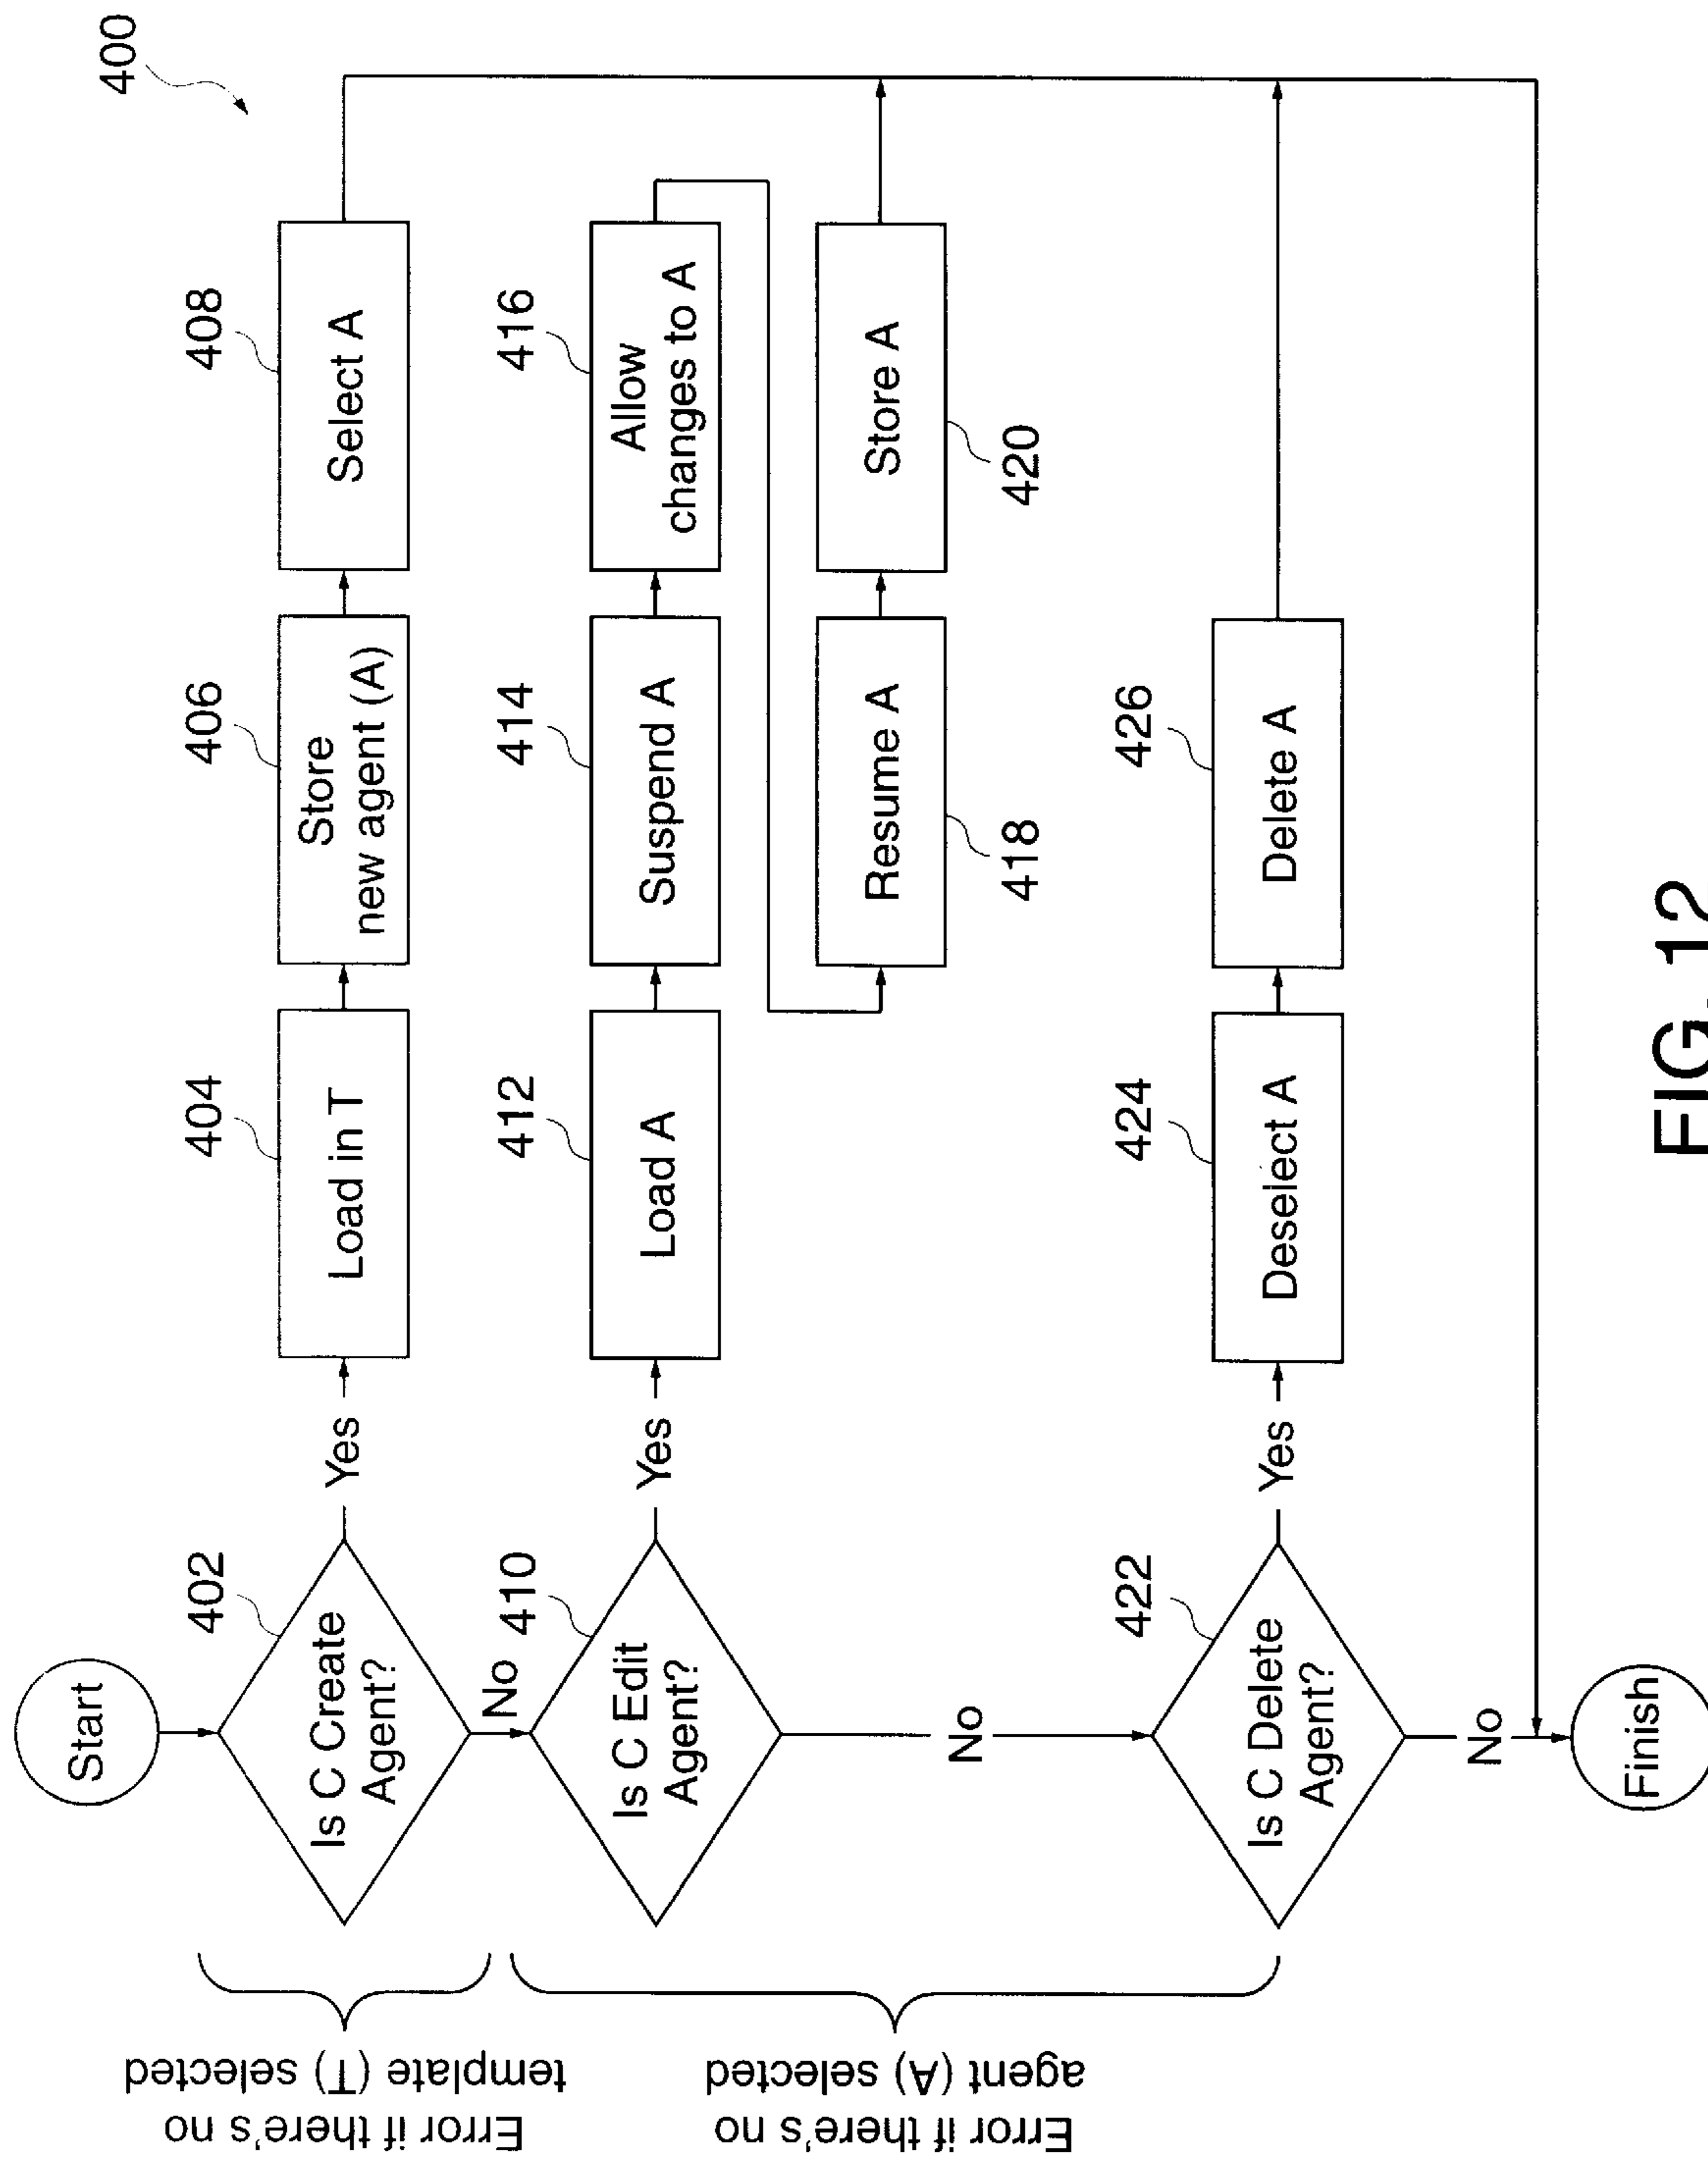 400
Start
402
Is C Create
Agent?
Yes
404
Load in T
406
Store
new agent (A)
408
Select A
No
410
Is C Edit
Agent?
Yes
412
Load A
414
Suspend A
416
Allow
changes to A
418
Resume A
420
Store A
No
422
Is C Delete
Agent?
Yes
424
Deselect A
426
Delete A
No
Finish
Error if there's no
template (T) selected
Error if there's no
agent (A) selected
FIG. 12